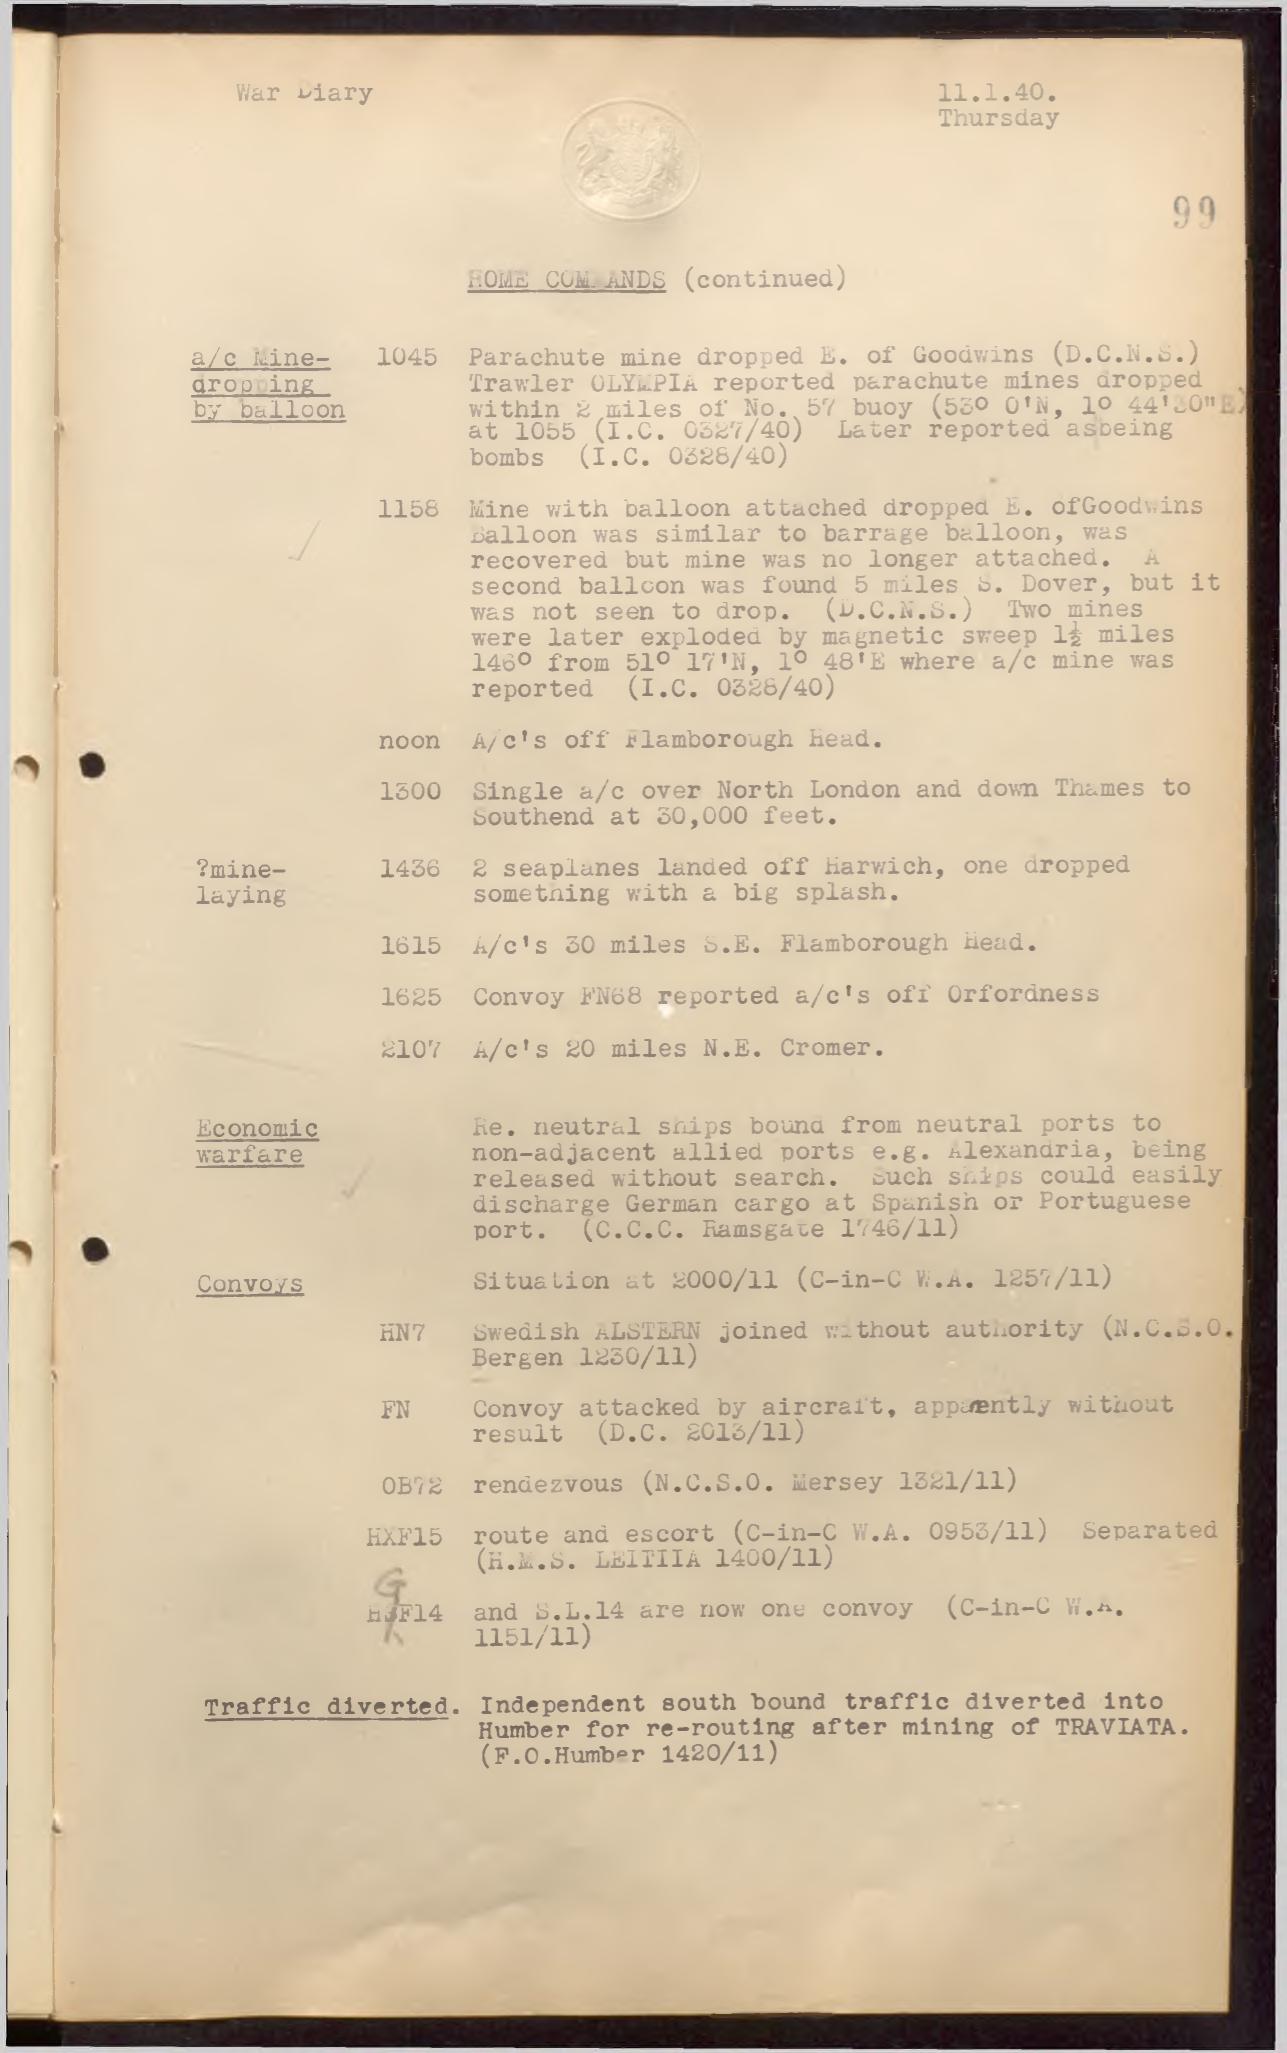 War Diary
11.1.40.
Thursday
99
HOME COMMANDS (continued)
a/c Mine-
dropping
by balloon
1045 Parachute mine dropped E. of Goodwins (D.C.N.S.)
Trawler OLYMPIA reported parachute mines dropped
within 2 miles of No. 57 buoy (53° 0'N, 1° 44'30"E)
at 1055 (I.C. 0327/40) Later reported asbeing
bombs (I.C. 0328/40)
1158 Mine with balloon attached dropped E. ofGoodwins
Balloon was similar to barrage balloon, was
recovered but mine was no longer attached. A
second balloon was found 5 miles S. Dover, but it
was not seen to drop. (D.C.N.S.) Two mines
were later exploded by magnetic sweep 1½ miles
146° from 51° 17'N, 1° 48'E where a/c mine was
reported (I.C. 0328/40)
noon A/c's off Flamborough Head.
1300 Single a/c over North London and down Thames to
Southend at 30,000 feet.
?mine-
laying
1436 2 seaplanes landed off Harwich, one dropped
something with a big splash.
1615 A/c's 30 miles S.E. Flamborough Head.
1625 Convoy FN68 reported a/c's off Orfordness
2107 A/c's 20 miles N.E. Cromer.
Economic
warfare
Re. neutral ships bound from neutral ports to
non-adjacent allied ports e.g. Alexandria, being
released without search. Such ships could easily
discharge German cargo at Spanish or Portuguese
port. (C.C.C. Ramsgate 1746/11)
Convoys Situation at 2000/11 (C-in-C W.A. 1257/11)
HN7 Swedish ALSTERN joined without authority (N.C.S.O.
Bergen 1230/11)
FN Convoy attacked by aircraft, apparently without
result (D.C. 2013/11)
OB72 rendezvous (N.C.S.O. Mersey 1321/11)
HXF15 route and escort (C-in-C W.A. 0953/11) Separated
(H.M.S. LEITIIA 1400/11)
HGF14 and S.L.14 are now one convoy (C-in-C W.A.
1151/11)
Traffic diverted. Independent south bound traffic diverted into
Humber for re-routing after mining of TRAVIATA.
(F.O.Humber 1420/11)